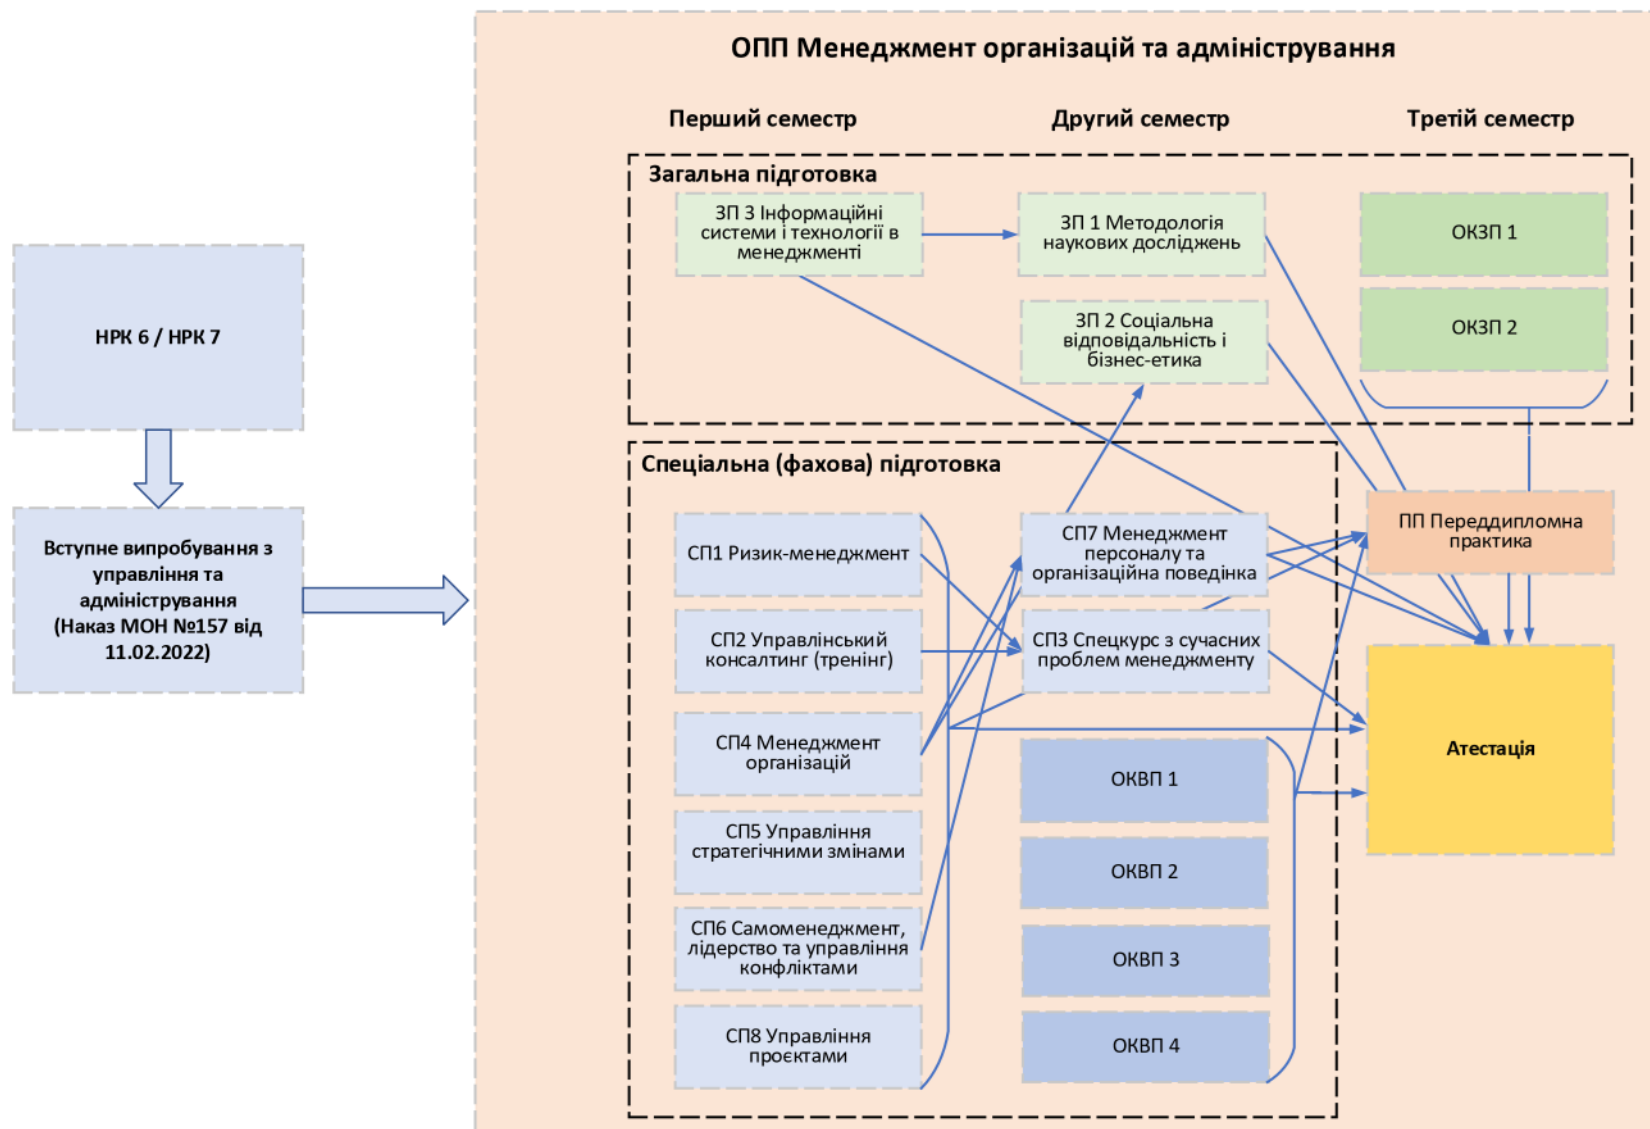 ОПП Менеджмент організацій та адміністрування
Перший семестр
Другий семестр
Третій семестр
Загальна підготовка
ЗП 3 Інформаційні
системи і технології в
менеджменті
ЗП 1 Методологія
наукових досліджень
ОКЗП 1
ЗП 2 Соціальна
відповідальність і
бізнес-етика
ОКЗП 2
НРК 6 / НРК 7
Вступне випробування з
управління та
адміністрування
(Наказ МОН №157 від
11.02.2022)
Спеціальна (фахова) підготовка
СП1 Ризик-менеджмент
СП7 Менеджмент
персоналу та
організаційна поведінка
ПП Переддипломна
практика
СП2 Управлінський
консалтинг (тренінг)
СП3 Спецкурс з сучасних
проблем менеджменту
СП4 Менеджмент
організацій
ОКВП 1
Атестація
СП5 Управління
стратегічними змінами
ОКВП 2
СП6 Самоменеджмент,
лідерство та управління
конфліктами
ОКВП 3
СП8 Управління
проєктами
ОКВП 4